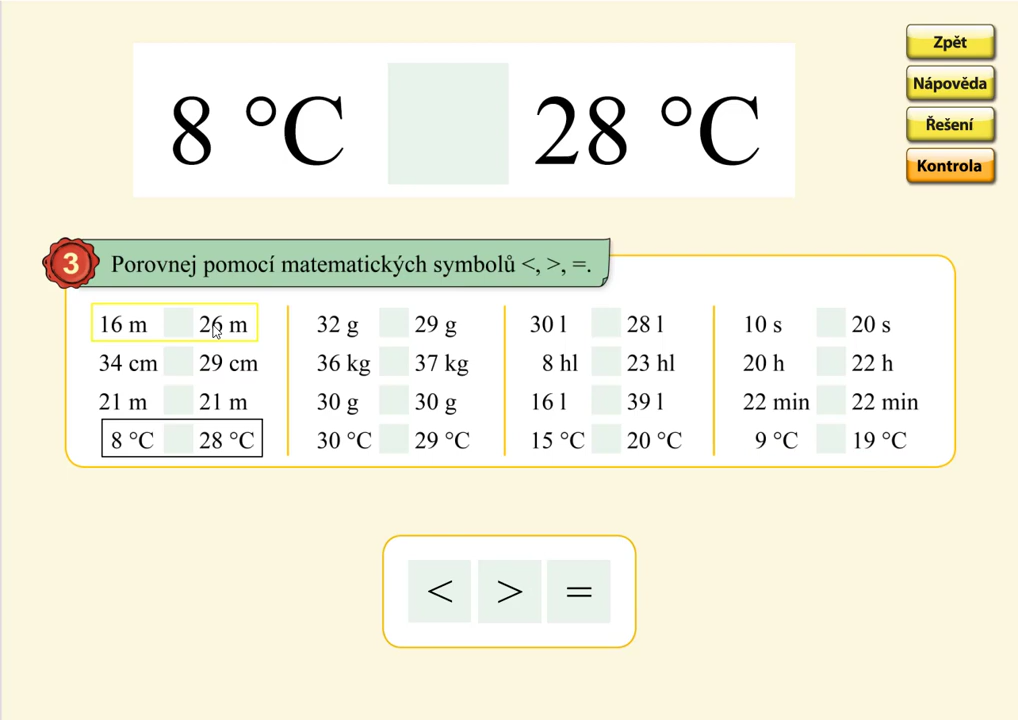 8 °C 28 °C
Zpět
Nápověda
Řešení
Kontrola
3 Porovnej pomocí matematických symbolů <, >, =.
16 m 26 m 32 g 29 g 30 l 28 l 10 s 20 s
34 cm 29 cm 36 kg 37 kg 8 hl 23 hl 20 h 22 h
21 m 21 m 30 g 30 g 16 l 39 l 22 min 22 min
8 °C 28 °C 30 °C 29 °C 15 °C 20 °C 9 °C 19 °C
< > =